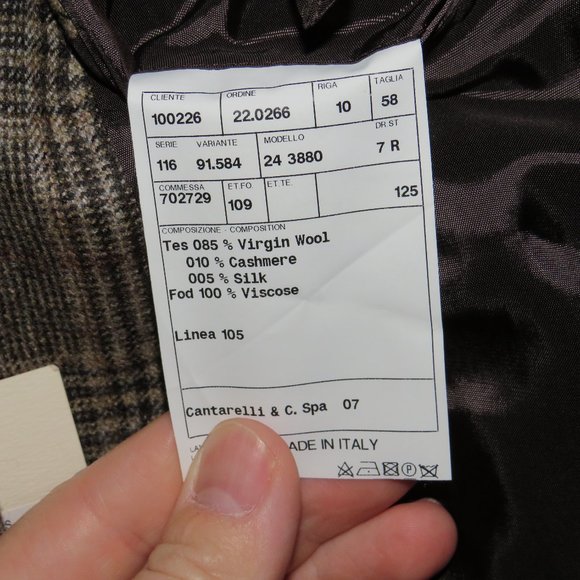 CLIENTE ORDINE RIGA TAGLIA
100226 22.0266 10 58
SERIE VARIANTE MODELLO DR.ST
116 91.584 24 3880 7 R
COMMESSA ET.FO. ET.TE.
702729 109 125
COMPOSIZIONE - COMPOSITION
Tes 085 % Virgin Wool
010 % Cashmere
005 % Silk
Fod 100 % Viscose
Linea 105
Cantarelli & C. Spa 07
ADE IN ITALY